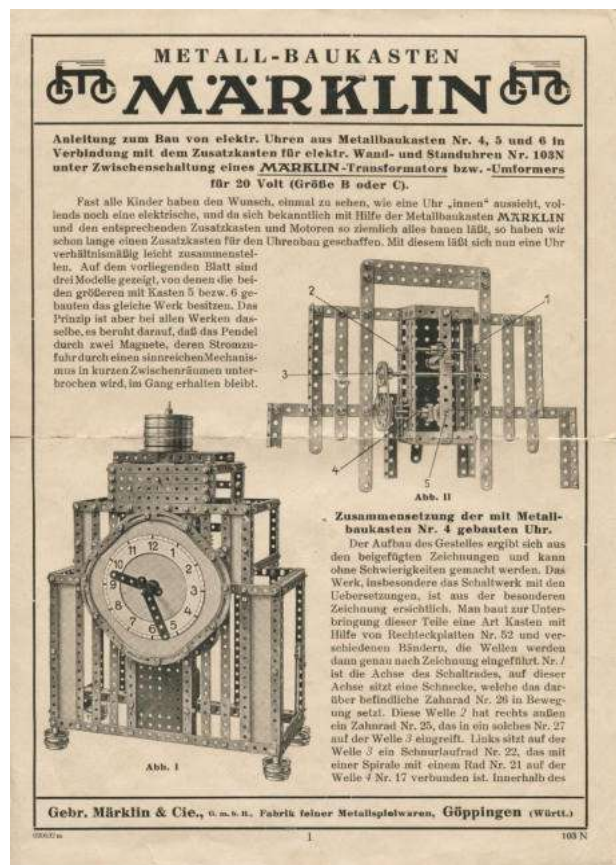 METALL-BAUKASTEN
MÄRKLIN
Anleitung zum Bau von elektr. Uhren aus Metallbaukasten Nr. 4, 5 und 6 in
Verbindung mit dem Zusatzkasten für elektr. Wand- und Standuhren Nr. 103N
unter Zwischenschaltung eines MÄRKLIN-Transformators bzw. -Umformers
für 20 Volt (Größe B oder C).
Fast alle Kinder haben den Wunsch, einmal zu sehen, wie eine Uhr „innen" aussieht, vol-
lends noch eine elektrische, und da sich bekanntlich mit Hilfe der Metallbaukasten MÄRKLIN
und den entsprechenden Zusatzkasten und Motoren so ziemlich alles bauen läßt, so haben wir
schon lange einen Zusatzkasten für den Uhrenbau geschaffen. Mit diesem läßt sich nun eine Uhr
verhältnismäßig leicht zusammenstel-
len. Auf dem vorliegenden Blatt sind
drei Modelle gezeigt, von denen die bei-
den größeren mit Kasten 5 bezw. 6 ge-
bauten das gleiche Werk besitzen. Das
Prinzip ist aber bei allen Werken das-
selbe, es beruht darauf, daß das Pendel
durch zwei Magnete, deren Stromzu-
fuhr durch einen sinnreichen Mechanis-
mus in kurzen Zwischenräumen unter-
brochen wird, im Gang erhalten bleibt.
2
1
3
4
5
Abb. II
12
1
2
3
4
5
6
7
8
9
10
11
Abb. I
Zusammensetzung der mit Metall-
baukasten Nr. 4 gebauten Uhr.
Der Aufbau des Gestelles ergibt sich aus
den beigefügten Zeichnungen und kann
ohne Schwierigkeiten gemacht werden. Das
Werk, insbesondere das Schaltwerk mit den
Uebersetzungen, ist aus der besonderen
Zeichnung ersichtlich. Man baut zur Unter-
bringung dieser Teile eine Art Kasten mit
Hilfe von Rechteckplatten Nr. 52 und ver-
schiedenen Bändern, die Wellen werden
dann genau nach Zeichnung eingeführt. Nr. 1
ist die Achse des Schaltrades, auf dieser
Achse sitzt eine Schnecke, welche das dar-
über befindliche Zahnrad Nr. 26 in Beweg-
ung setzt. Diese Welle 2 hat rechts außen
ein Zahnrad Nr. 25, das in ein solches Nr. 27
auf der Welle 3 eingreift. Links sitzt auf der
Welle 3 ein Schnurlaufrad Nr. 22, das mit
einer Spirale mit einem Rad Nr. 21 auf der
Welle 4 Nr. 17 verbunden ist. Innerhalb des
Gebr. Märklin & Cie., G. m. b. H., Fabrik feiner Metallspielwaren, Göppingen (Württ.)
1
103 N